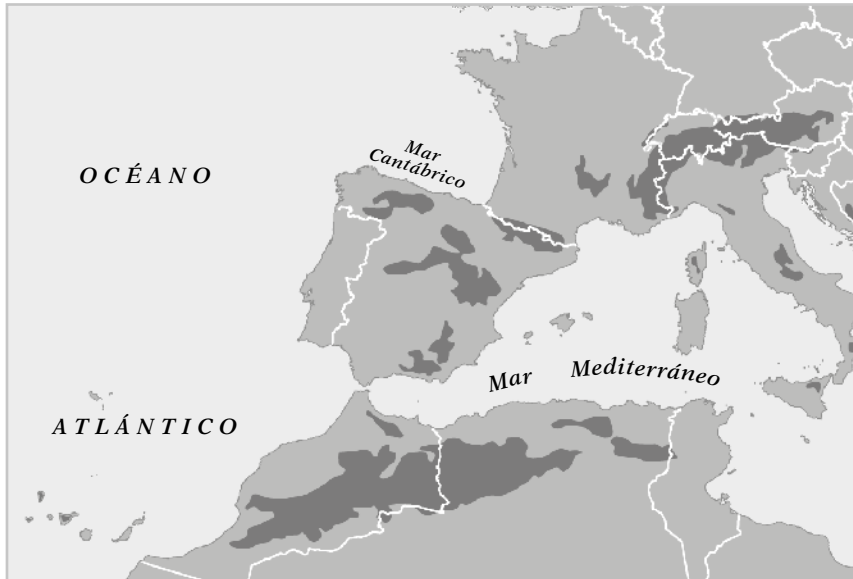 Mar
Cantábrico
OCÉANO
Mar Mediterráneo
ATLÁNTICO